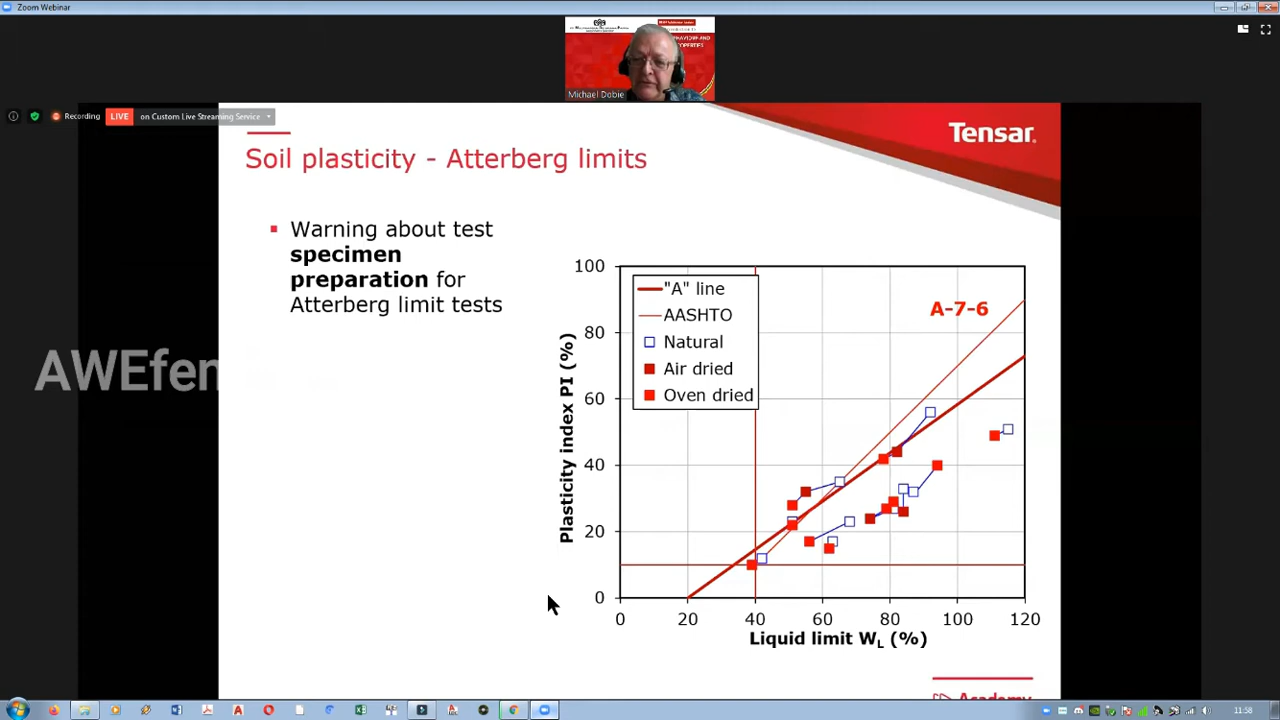 Zoom Webinar
BEHAVIOUR AND
Michael Dobie
Recording
LIVE
on Custom Live Streaming Service
Tensar.
Soil plasticity - Atterberg limits
Warning about test
specimen
preparation for
Atterberg limit tests
AWEfen
Plasticity index PI (%)
100
80
60
40
20
0
"A" line
AASHTO
Natural
Air dried
Oven dried
A-7-6
0 20 40 60 80 100 120
Liquid limit WL (%)
Academy
11:58